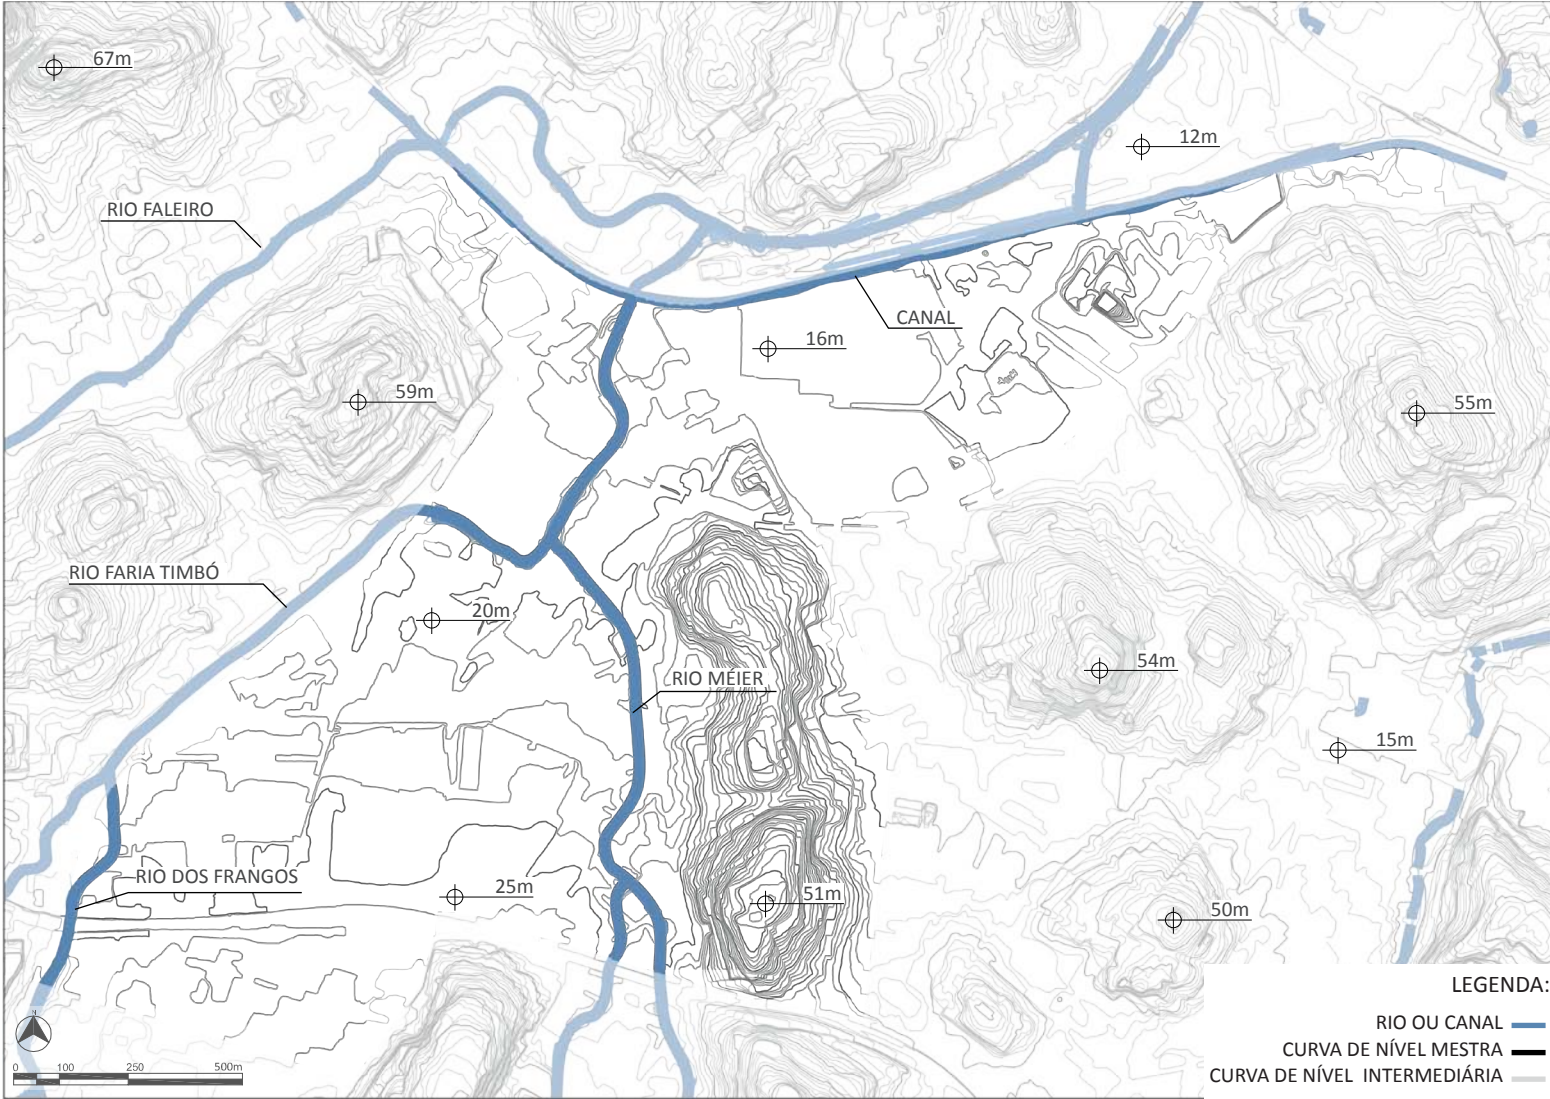 67m
12m
RIO FALEIRO
CANAL
16m
59m
55m
RIO FARIA TIMBÓ
20m
54m
RIO MÉIER
15m
RIO DOS FRANGOS
25m
51m
50m
LEGENDA:
RIO OU CANAL
CURVA DE NÍVEL MESTRA
CURVA DE NÍVEL INTERMEDIÁRIA
N
0 100 250 500m